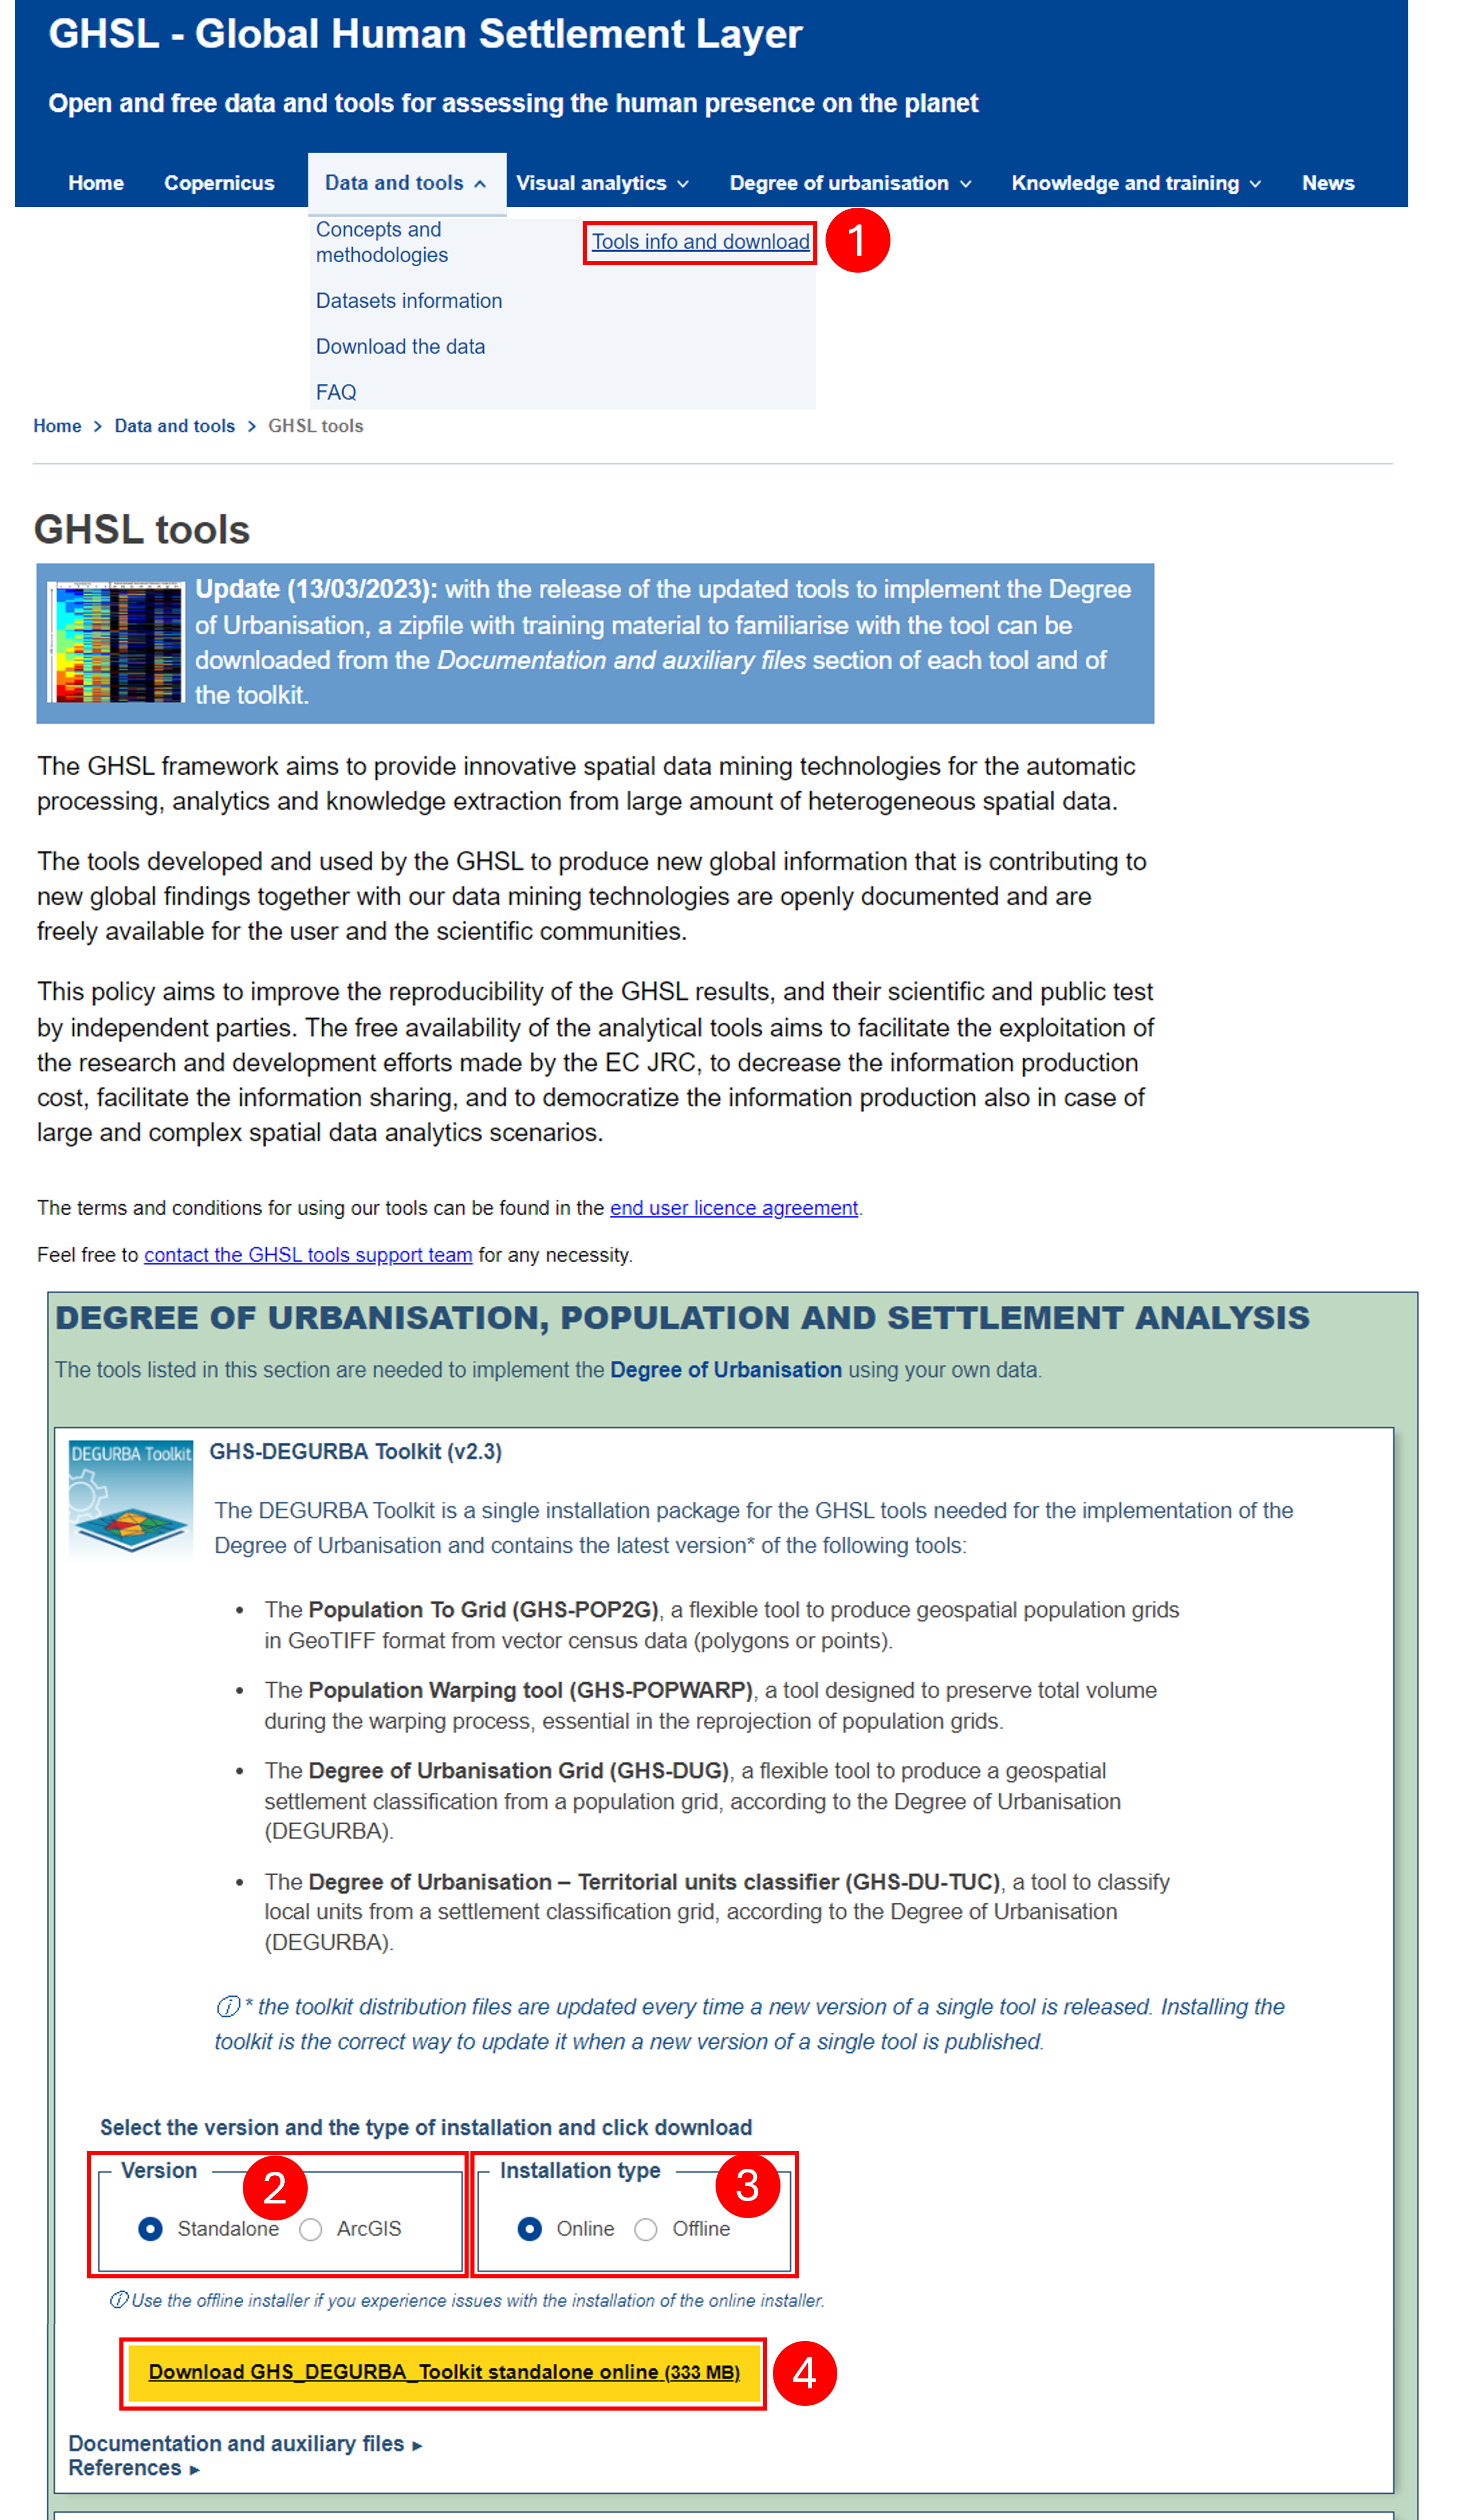 GHSL - Global Human Settlement Layer
Open and free data and tools for assessing the human presence on the planet
Home Copernicus Data and tools Visual analytics Degree of urbanisation Knowledge and training News
Concepts and
methodologies
Tools info and download
1
Datasets information
Download the data
FAQ
Home > Data and tools > GHSL tools
GHSL tools
Update (13/03/2023): with the release of the updated tools to implement the Degree
of Urbanisation, a zipfile with training material to familiarise with the tool can be
downloaded from the Documentation and auxiliary files section of each tool and of
the toolkit.
The GHSL framework aims to provide innovative spatial data mining technologies for the automatic
processing, analytics and knowledge extraction from large amount of heterogeneous spatial data.
The tools developed and used by the GHSL to produce new global information that is contributing to
new global findings together with our data mining technologies are openly documented and are
freely available for the user and the scientific communities.
This policy aims to improve the reproducibility of the GHSL results, and their scientific and public test
by independent parties. The free availability of the analytical tools aims to facilitate the exploitation of
the research and development efforts made by the EC JRC, to decrease the information production
cost, facilitate the information sharing, and to democratize the information production also in case of
large and complex spatial data analytics scenarios.
The terms and conditions for using our tools can be found in the end user licence agreement.
Feel free to contact the GHSL tools support team for any necessity.
DEGREE OF URBANISATION, POPULATION AND SETTLEMENT ANALYSIS
The tools listed in this section are needed to implement the Degree of Urbanisation using your own data.
DEGURBA Toolkit
GHS-DEGURBA Toolkit (v2.3)
The DEGURBA Toolkit is a single installation package for the GHSL tools needed for the implementation of the
Degree of Urbanisation and contains the latest version* of the following tools:
• The Population To Grid (GHS-POP2G), a flexible tool to produce geospatial population grids
in GeoTIFF format from vector census data (polygons or points).
• The Population Warping tool (GHS-POPWARP), a tool designed to preserve total volume
during the warping process, essential in the reprojection of population grids.
• The Degree of Urbanisation Grid (GHS-DUG), a flexible tool to produce a geospatial
settlement classification from a population grid, according to the Degree of Urbanisation
(DEGURBA).
• The Degree of Urbanisation – Territorial units classifier (GHS-DU-TUC), a tool to classify
local units from a settlement classification grid, according to the Degree of Urbanisation
(DEGURBA).
* the toolkit distribution files are updated every time a new version of a single tool is released. Installing the
toolkit is the correct way to update it when a new version of a single tool is published.
Select the version and the type of installation and click download
Version 2 Installation type 3
Standalone ArcGIS Online Offline
Use the offline installer if you experience issues with the installation of the online installer.
Download GHS_DEGURBA_Toolkit standalone online (333 MB) 4
Documentation and auxiliary files ►
References ►